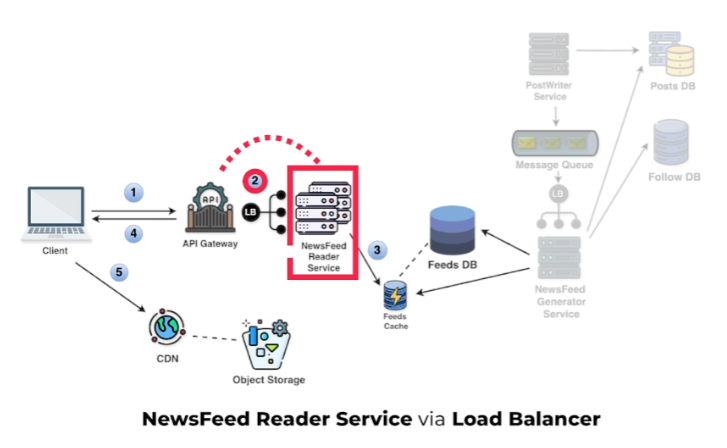 PostWriter
Service
Posts DB
Message Queue
Follow DB
LB
NewsFeed
Generator
Service
1
2
API
LB
4
Client
API Gateway
NewsFeed
Reader
Service
3
Feeds DB
5
Feeds
Cache
CDN
Object Storage
NewsFeed Reader Service via Load Balancer